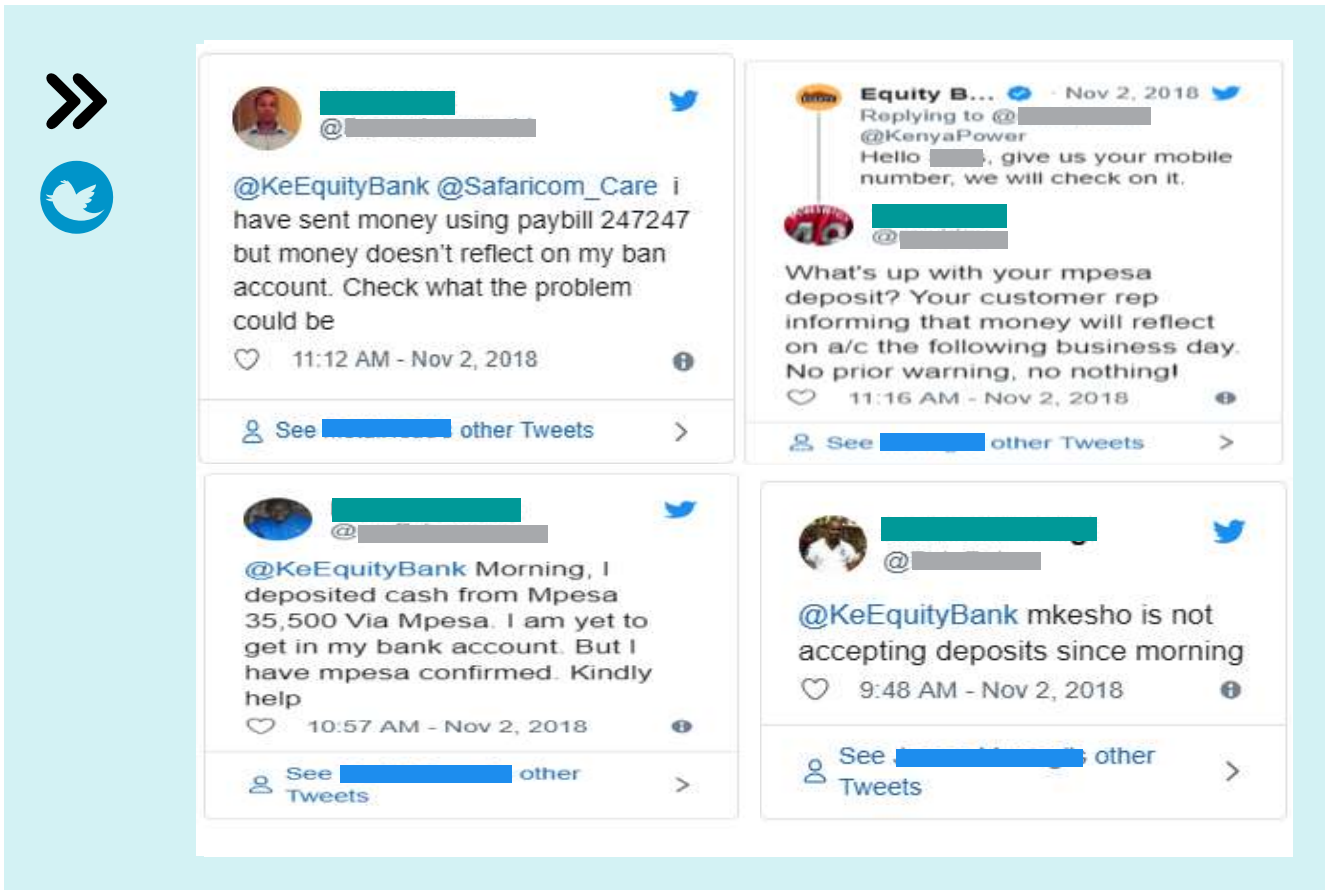 @
@KeEquityBank @Safaricom_Care i
have sent money using paybill 247247
but money doesn't reflect on my ban
account. Check what the problem
could be
11:12 AM - Nov 2, 2018
See other Tweets
Equity B... · Nov 2, 2018
Replying to @
@KenyaPower
Hello , give us your mobile
number, we will check on it.
@
What's up with your mpesa
deposit? Your customer rep
informing that money will reflect
on a/c the following business day.
No prior warning, no nothing!
11:16 AM - Nov 2, 2018
See other Tweets
@
@KeEquityBank Morning, I
deposited cash from Mpesa
35,500 Via Mpesa. I am yet to
get in my bank account. But I
have mpesa confirmed. Kindly
help
10:57 AM - Nov 2, 2018
See other
Tweets
@
@KeEquityBank mkesho is not
accepting deposits since morning
9:48 AM - Nov 2, 2018
See other
Tweets